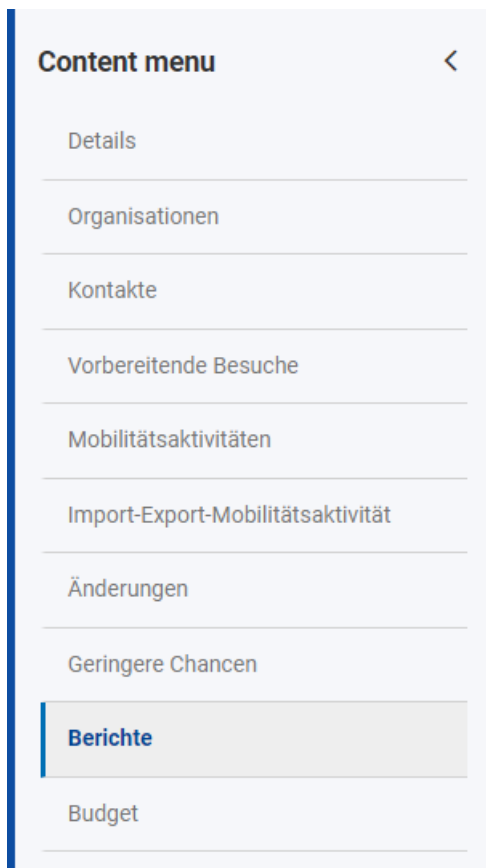 Content menu
Details
Organisationen
Kontakte
Vorbereitende Besuche
Mobilitätsaktivitäten
Import-Export-Mobilitätsaktivität
Änderungen
Geringere Chancen
Berichte
Budget